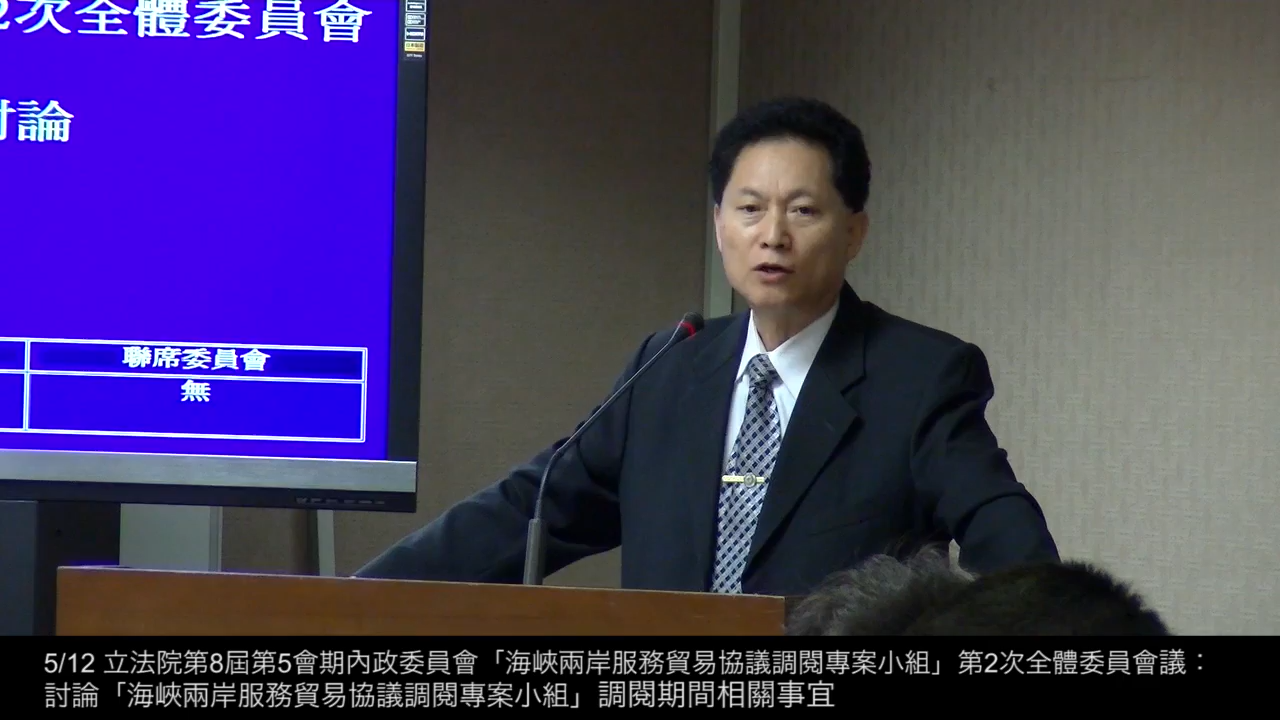 2次全體委員會
討論
聯席委員會
無
5/12 立法院第8屆第5會期內政委員會「海峽兩岸服務貿易協議調閱專案小組」第2次全體委員會議：
討論「海峽兩岸服務貿易協議調閱專案小組」調閱期間相關事宜